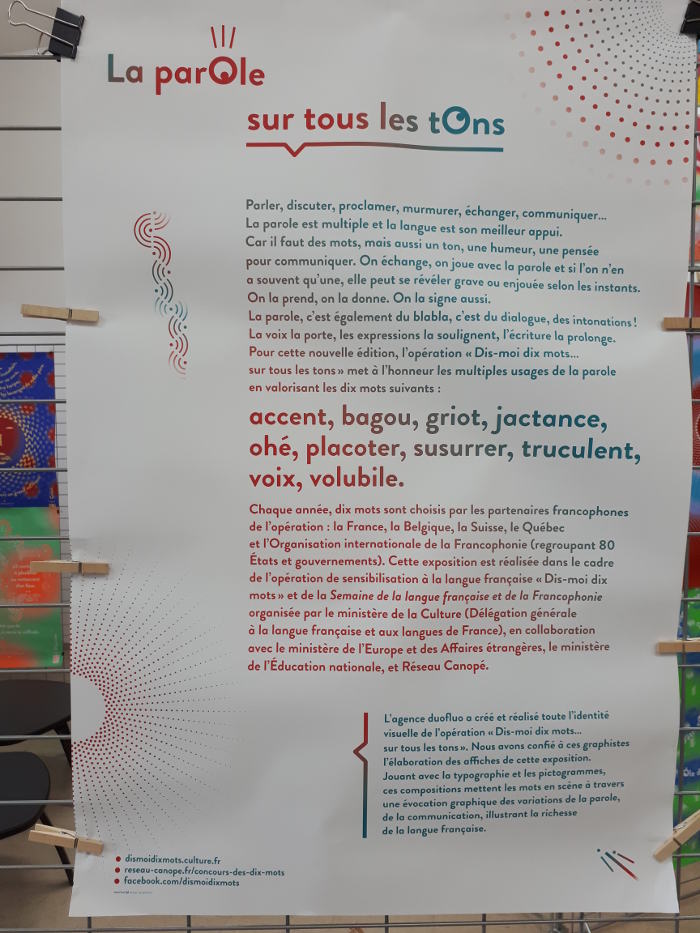 La parOle
sur tous les tOns
Parler, discuter, proclamer, murmurer, échanger, communiquer...
La parole est multiple et la langue est son meilleur appui.
Car il faut des mots, mais aussi un ton, une humeur, une pensée
pour communiquer. On échange, on joue avec la parole et si l'on n'en
a souvent qu'une, elle peut se révéler grave ou enjouée selon les instants.
On la prend, on la donne. On la signe aussi.
La parole, c'est également du blabla, c'est du dialogue, des intonations !
La voix la porte, les expressions la soulignent, l'écriture la prolonge.
Pour cette nouvelle édition, l'opération « Dis-moi dix mots...
sur tous les tons » met à l'honneur les multiples usages de la parole
en valorisant les dix mots suivants :
accent, bagou, griot, jactance,
ohé, placoter, susurrer, truculent,
voix, volubile.
Chaque année, dix mots sont choisis par les partenaires francophones
de l'opération : la France, la Belgique, la Suisse, le Québec
et l'Organisation internationale de la Francophonie (regroupant 80
États et gouvernements). Cette exposition est réalisée dans le cadre
de l'opération de sensibilisation à la langue française « Dis-moi dix
mots » et de la Semaine de la langue française et de la Francophonie
organisée par le ministère de la Culture (Délégation générale
à la langue française et aux langues de France), en collaboration
avec le ministère de l'Europe et des Affaires étrangères, le ministère
de l'Éducation nationale, et Réseau Canopé.
L'agence duofluo a créé et réalisé toute l'identité
visuelle de l'opération « Dis-moi dix mots...
sur tous les tons ». Nous avons confié à ces graphistes
l'élaboration des affiches de cette exposition.
Jouant avec la typographie et les pictogrammes,
ces compositions mettent les mots en scène à travers
une évocation graphique des variations de la parole,
de la communication, illustrant la richesse
de la langue française.
dismoidixmots.culture.fr
reseau-canope.fr/concours-des-dix-mots
facebook.com/dismoidixmots